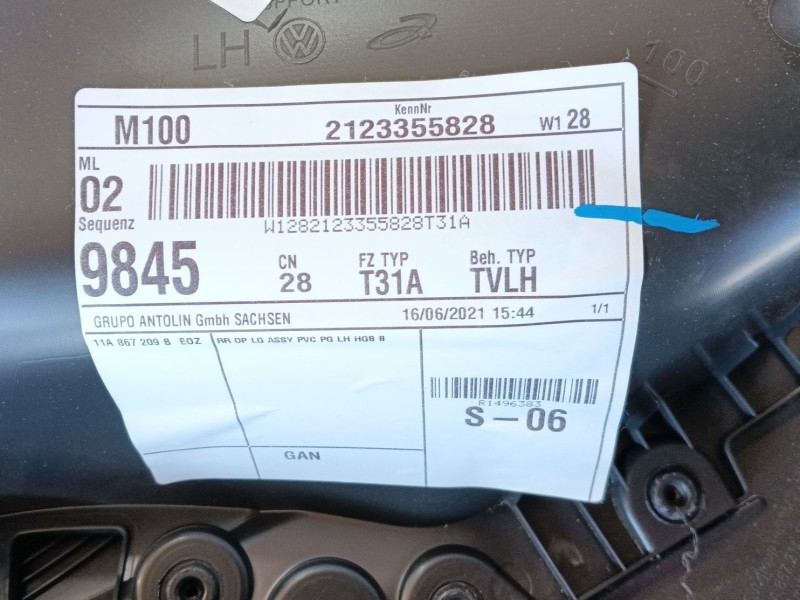 LH
100
KennNr
M100 2123355828 W1 28
ML
02
W1282123355828T31A
Sequenz
9845
CN FZ TYP Beh. TYP
28 T31A TVLH
GRUPO ANTOLIN GmbH SACHSEN 16/06/2021 15:44 1/1
11A 867 209 B EOZ RR DP LQ ASSY PVC PG LH HGB B
R1496383
S-06
GAN